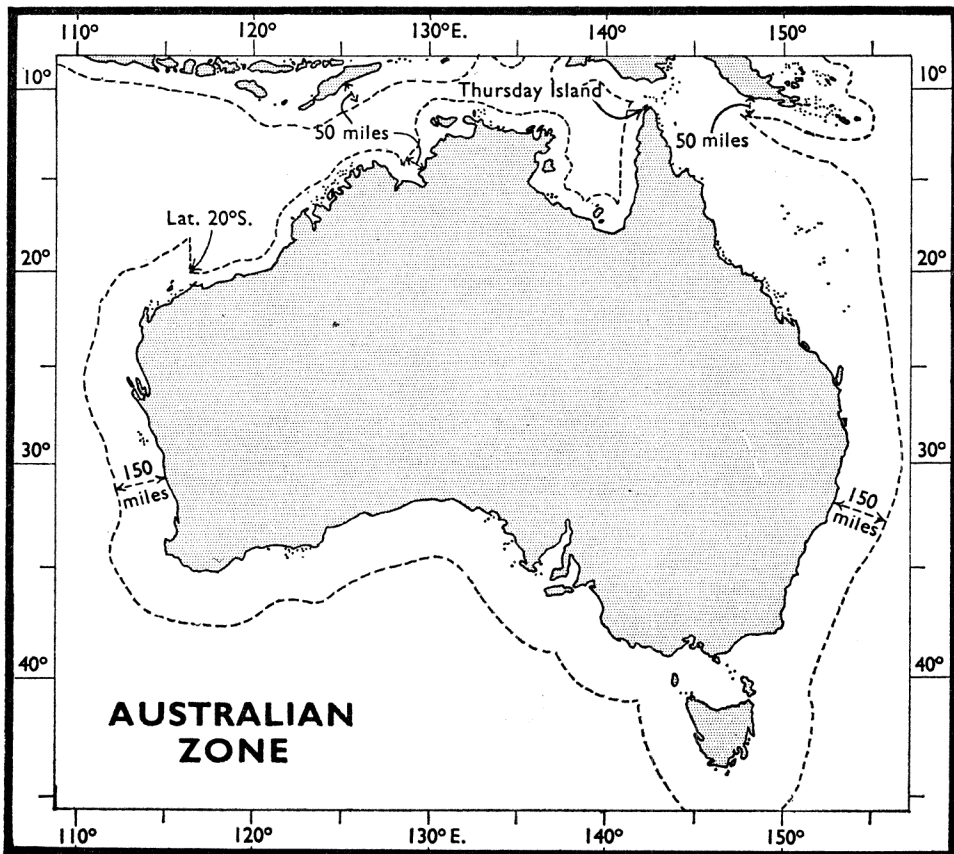 110° 120° 130° E. 140° 150°
10° 10°
Thursday Island
50 miles 50 miles
Lat. 20°S.
20° 20°
30° 30°
150
miles
150
miles
40° 40°
AUSTRALIAN
ZONE
110° 120° 130° E. 140° 150°